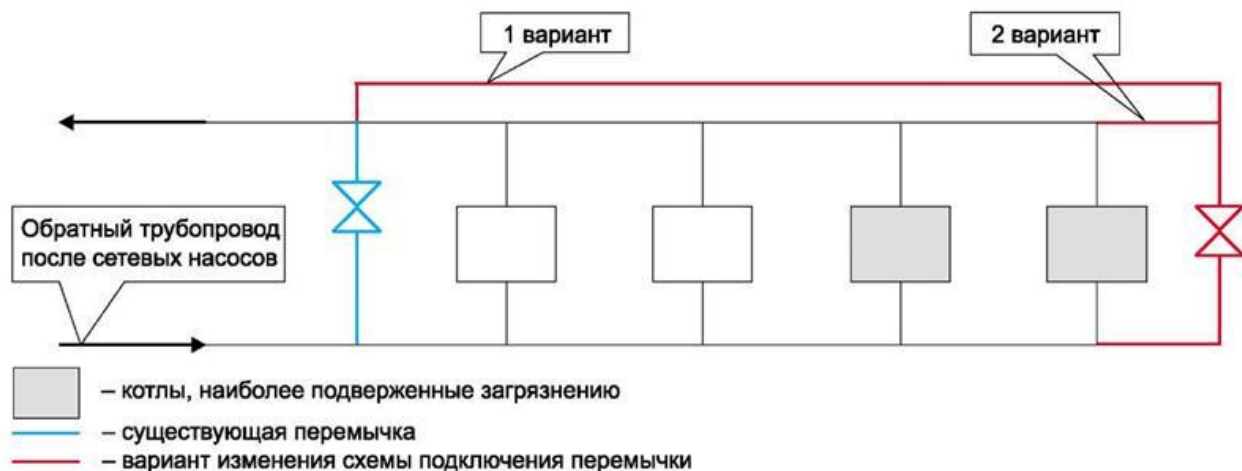 1 вариант
2 вариант
Обратный трубопровод
после сетевых насосов
– котлы, наиболее подверженные загрязнению
– существующая перемычка
– вариант изменения схемы подключения перемычки